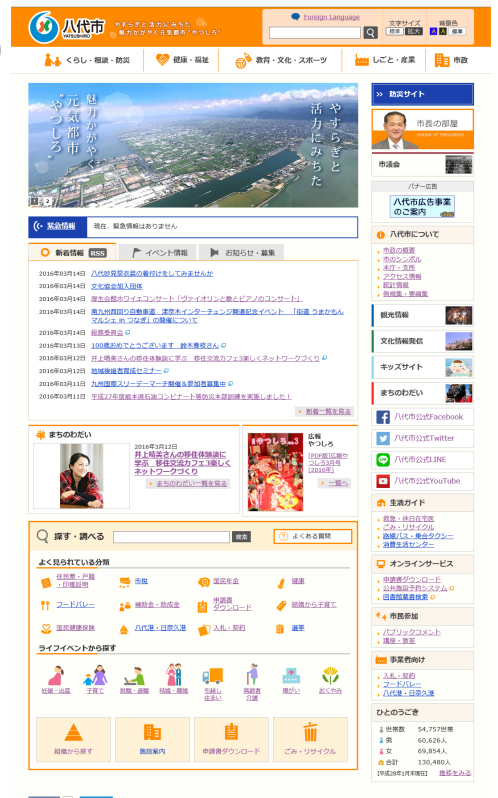 八代市
YATSUSHIRO
やすらぎと活力にみちた
魅力かがやく元気都市"やつしろ"
Foreign Language
文字サイズ
標準 拡大
背景色
A A 標準
くらし・相談・防災
健康・福祉
教育・文化・スポーツ
しごと・産業
市政
やすらぎと
活力にみちた
魅力かがやく
元気都市
"やつしろ"
1 2
緊急情報
現在、緊急情報はありません
新着情報 RSS
イベント情報
お知らせ・募集
2016年03月14日 八代妙見祭衣装の着付けをしてみませんか
2016年03月14日 文化協会加入団体
2016年03月14日 厚生会館ホワイエコンサート「ヴァイオリンと歌とピアノのコンサート」
2016年03月14日 南九州西回り自動車道 津奈木インターチェンジ開通記念イベント 「街道 うまかもん
マルシェ in つなぎ」の開催について
2016年03月14日 総務委員会
2016年03月13日 100歳おめでとうございます 鈴木春枝さん
2016年03月12日 井上晴美さんの移住体験談に学ぶ 移住交流カフェ3楽しくネットワークづくり
2016年03月12日 地域後継者育成セミナー
2016年03月11日 九州国際スリーデーマーチ開催&参加者募集中
2016年03月11日 平成27年度総本場石油コンビナート等防災本部訓練を実施しました!
新着一覧を見る
まちのわだい
2016年03月12日
井上晴美さんの移住体験談に
学ぶ 移住交流カフェ3楽しく
ネットワークづくり
まちのわだい一覧を見る
広報
やつしろ
[PDF版]広報や
つしろ3月号
(2016年)
一覧へ
探す・調べる
検索
よくある質問
よく見られている分類
住民票・戸籍
・印鑑証明
市税
国民年金
健康
フードバレー
補助金・助成金
申請書
ダウンロード
結婚から子育て
国民健康保険
八代港・日奈久港
入札・契約
選挙
ライフイベントから探す
妊娠・出産
子育て
就職・退職
結婚・離婚
引越し
住まい
高齢者
介護
障がい
おくやみ
組織から探す
施設案内
申請書ダウンロード
ごみ・リサイクル
防災サイト
市長の部屋
Mayor of Yatsushiro
市議会
バナー広告
八代市広告事業
のご案内
八代市について
市政の概要
市のシンボル
本庁・支所
アクセス情報
統計情報
例規集・要綱集
観光情報
文化情報発信
キッズサイト
まちのわだい
八代市公式Facebook
八代市公式Twitter
八代市公式LINE
八代市公式YouTube
生活ガイド
救急・休日在宅医
ごみ・リサイクル
路線バス・乗合タクシー
消費生活センター
オンラインサービス
申請書ダウンロード
公共施設予約システム
図書館蔵書検索
市民参加
パブリックコメント
講座・教室
事業者向け
入札・契約
フードバレー
八代港・日奈久港
ひとのうごき
世帯数 54,757世帯
男 60,626人
女 69,854人
合計 130,480人
【平成28年1月末現在】 推移をみる